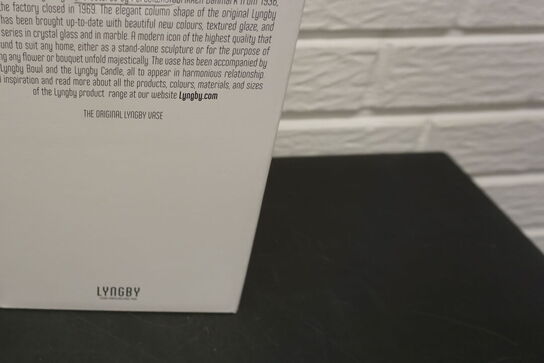 Danmark from 1936,
the factory closed in 1969. The elegant column shape of the original Lyngby
has been brought up-to-date with beautiful new colours, textured glaze, and
series in crystal glass and in marble. A modern icon of the highest quality that
und to suit any home, either as a stand-alone sculpture or for the purpose of
ng any flower or bouquet unfold majestically. The vase has been accompanied by
Lyngby Bowl and the Lyngby Candle, all to appear in harmonious relationship.
inspiration and read more about all the products, colours, materials, and sizes
of the Lyngby product range at our website Lyngby.com
THE ORIGINAL LYNGBY VASE
LYNGBY